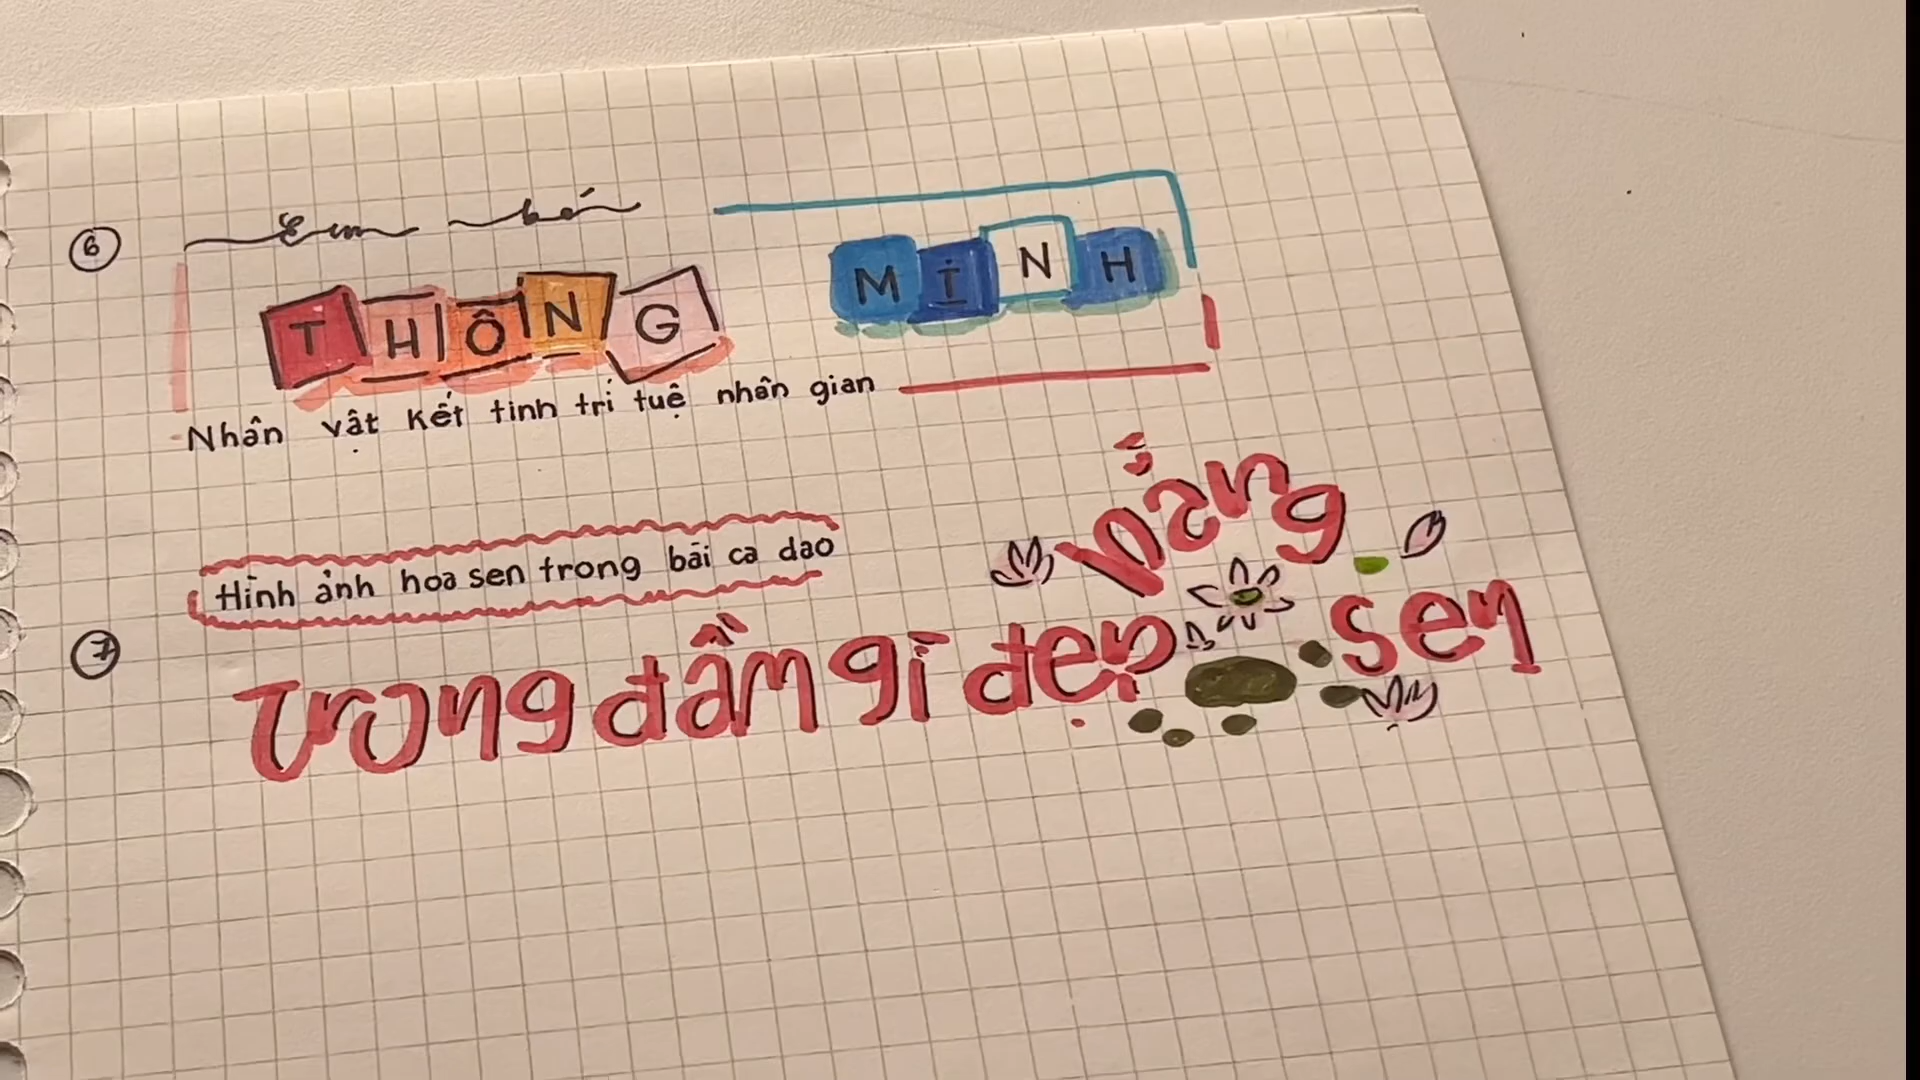 6
Em bé
THÔNG MINH
Nhân vật kết tinh trí tuệ nhân gian
Hình ảnh hoa sen trong bài ca dao
7
Trong đầm gì đẹp bằng sen